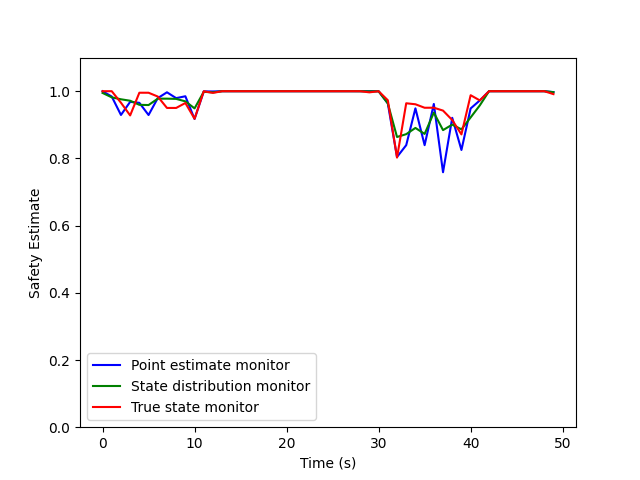 1.0
0.8
0.6
0.4
0.2
0.0
Safety Estimate
Point estimate monitor
State distribution monitor
True state monitor
0 10 20 30 40 50
Time (s)